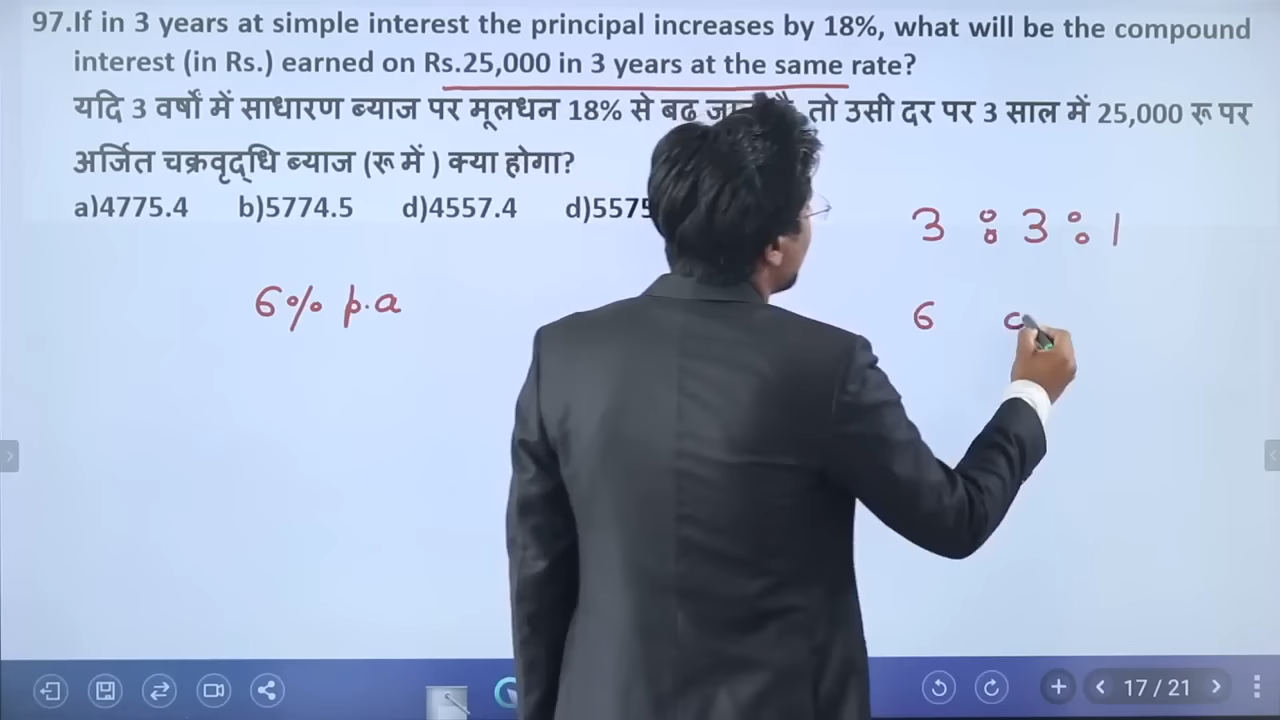 97.If in 3 years at simple interest the principal increases by 18%, what will be the compound
interest (in Rs.) earned on Rs.25,000 in 3 years at the same rate?
यदि 3 वर्षों में साधारण ब्याज पर मूलधन 18% से बढ़ तो उसी दर पर 3 साल में 25,000 रू पर
अर्जित चक्रवृद्धि ब्याज (रू में ) क्या होगा?
a)4775.4 b)5774.5 d)4557.4 d)5575
3 : 3 : 1
6% p.a
6
17 / 21